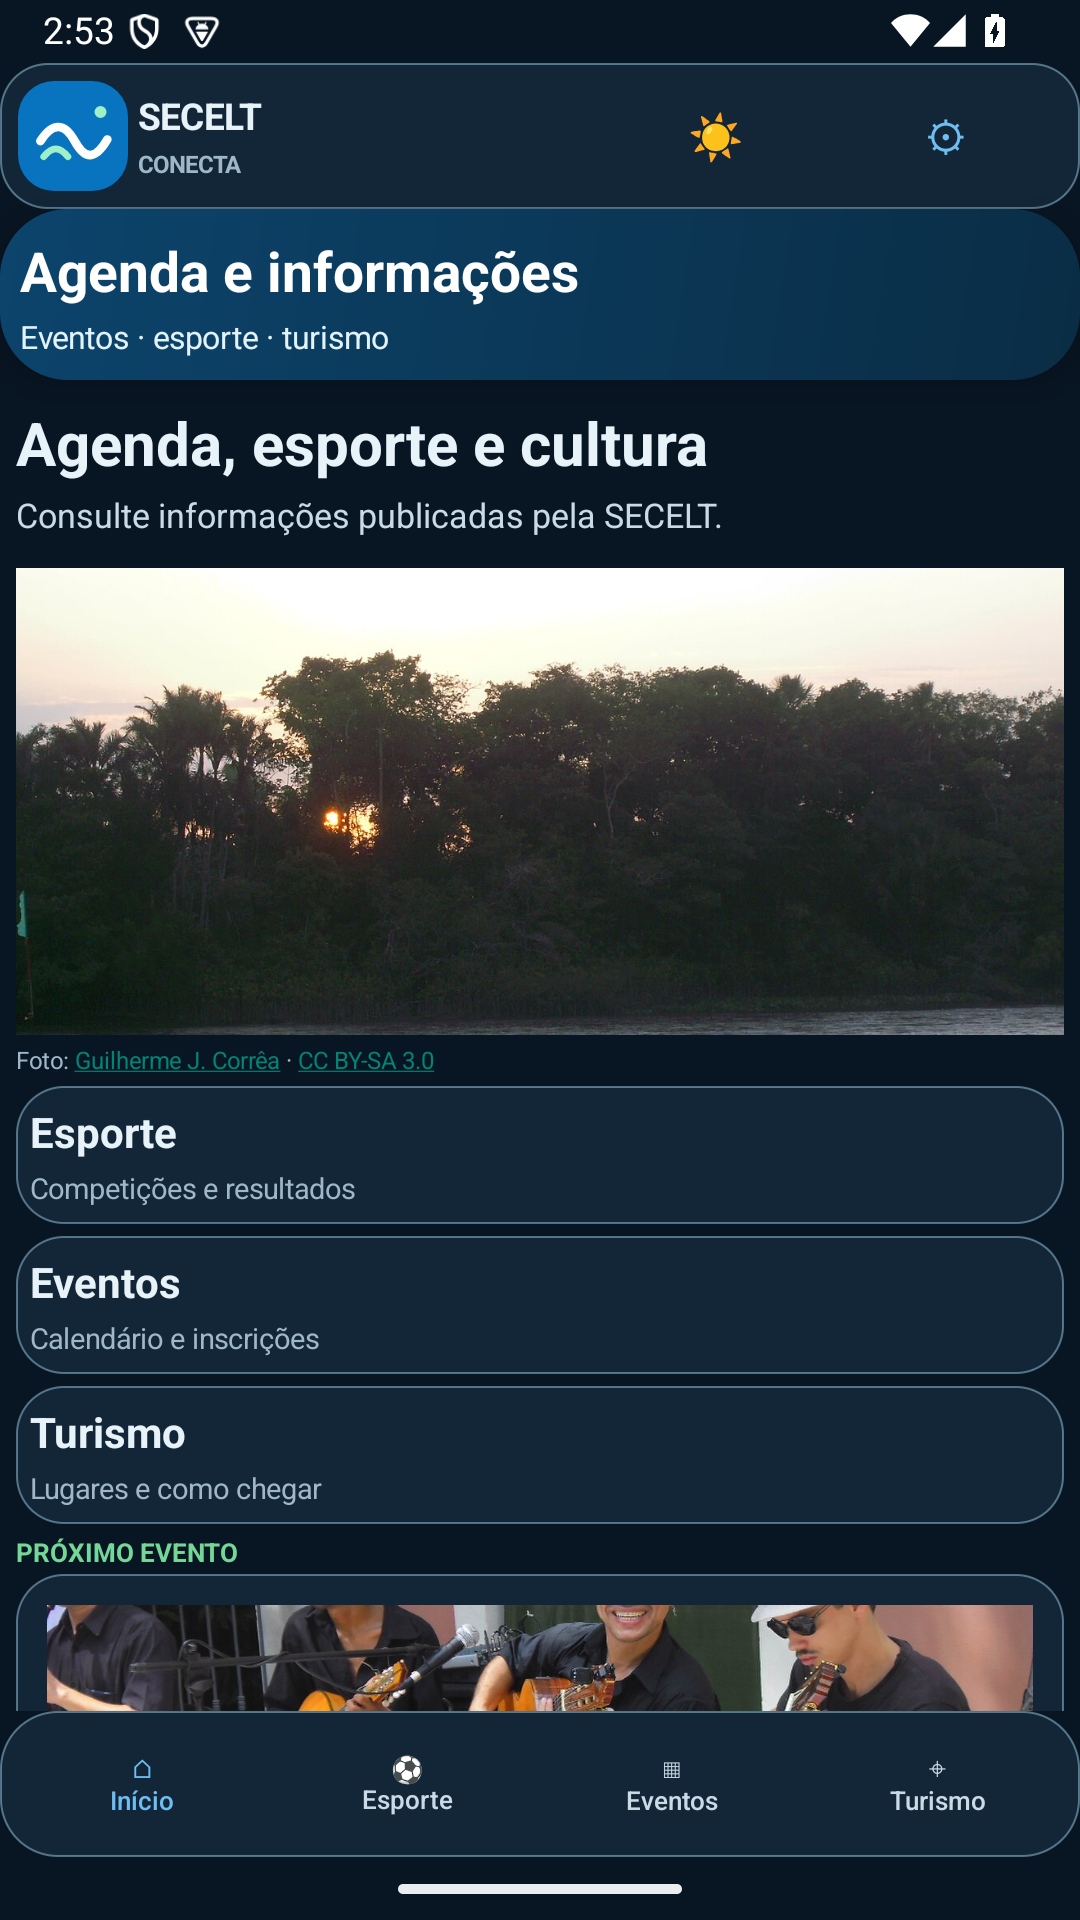 2:53
SECELT
CONECTA
Agenda e informações
Eventos · esporte · turismo
Agenda, esporte e cultura
Consulte informações publicadas pela SECELT.
Foto: Guilherme J. Corrêa · CC BY-SA 3.0
Esporte
Competições e resultados
Eventos
Calendário e inscrições
Turismo
Lugares e como chegar
PRÓXIMO EVENTO
Início
Esporte
Eventos
Turismo